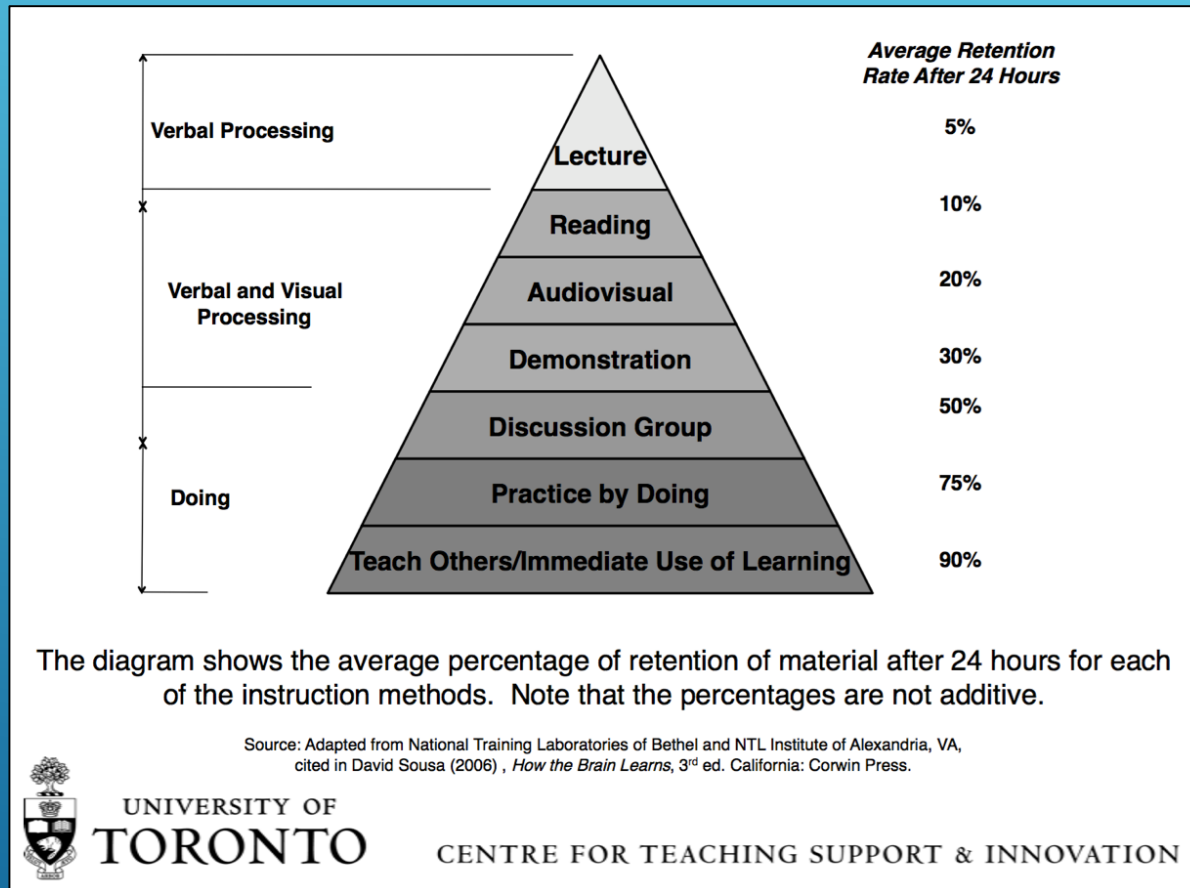 Average Retention
Rate After 24 Hours
Verbal Processing
5%
Lecture
10%
Reading
Verbal and Visual
Processing
20%
Audiovisual
30%
Demonstration
50%
Discussion Group
Doing
75%
Practice by Doing
90%
Teach Others/Immediate Use of Learning
The diagram shows the average percentage of retention of material after 24 hours for each
of the instruction methods. Note that the percentages are not additive.
Source: Adapted from National Training Laboratories of Bethel and NTL Institute of Alexandria, VA,
cited in David Sousa (2006) , How the Brain Learns, 3rd ed. California: Corwin Press.
UNIVERSITY OF
TORONTO
CENTRE FOR TEACHING SUPPORT & INNOVATION